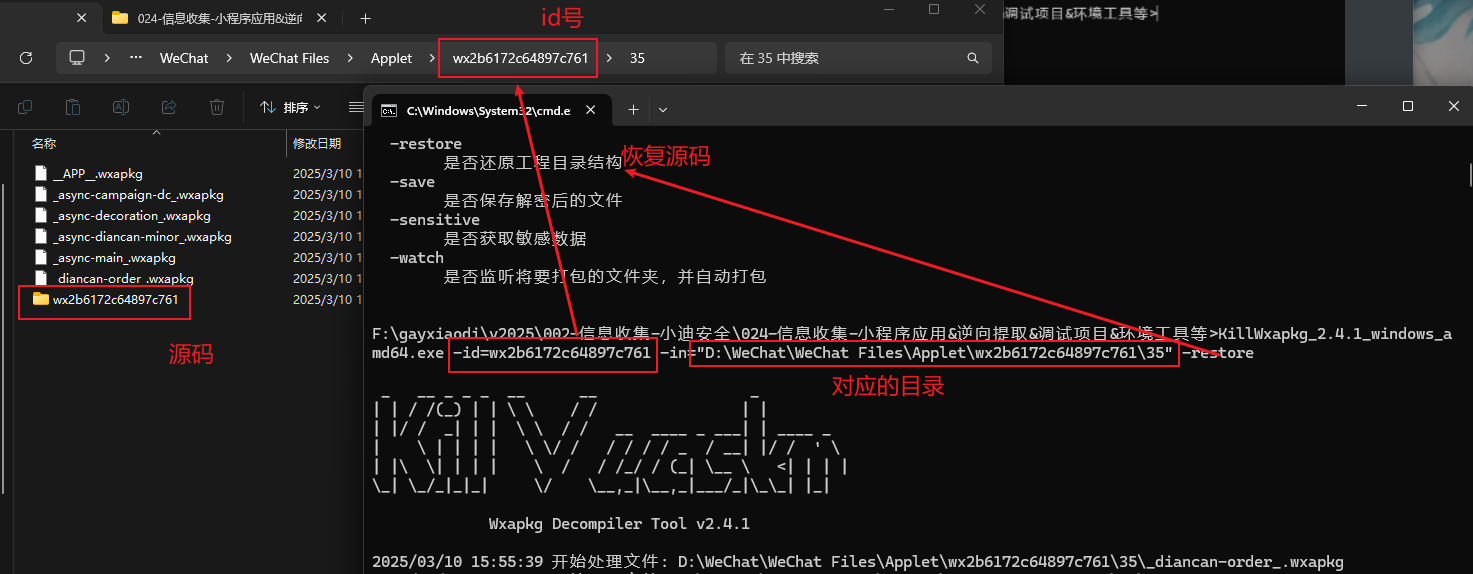 024-信息收集-小程序应用&逆向
调试项目&环境工具等>
id号
WeChat
WeChat Files
Applet
wx2b6172c64897c761
35
在 35 中搜索
排序
C:\Windows\System32\cmd.e
名称
修改日期
__APP__.wxapkg
2025/3/10 1
_async-campaign-dc_.wxapkg
2025/3/10 1
_async-decoration_.wxapkg
2025/3/10 1
_async-diancan-minor_.wxapkg
2025/3/10 1
_async-main_.wxapkg
2025/3/10 1
_diancan-order_.wxapkg
2025/3/10 1
wx2b6172c64897c761
2025/3/10 1
源码
-restore
是否还原工程目录结构
恢复源码
-save
是否保存解密后的文件
-sensitive
是否获取敏感数据
-watch
是否监听将要打包的文件夹，并自动打包
F:\gayxiaodi\v2025\002-信息收集-小迪安全\024-信息收集-小程序应用&逆向提取&调试项目&环境工具等>KillWxapkg_2.4.1_windows_a
md64.exe -id=wx2b6172c64897c761 -in="D:\WeChat\WeChat Files\Applet\wx2b6172c64897c761\35" -restore
对应的目录
Wxapkg Decompiler Tool v2.4.1
2025/03/10 15:55:39 开始处理文件: D:\WeChat\WeChat Files\Applet\wx2b6172c64897c761\35\_diancan-order_.wxapkg